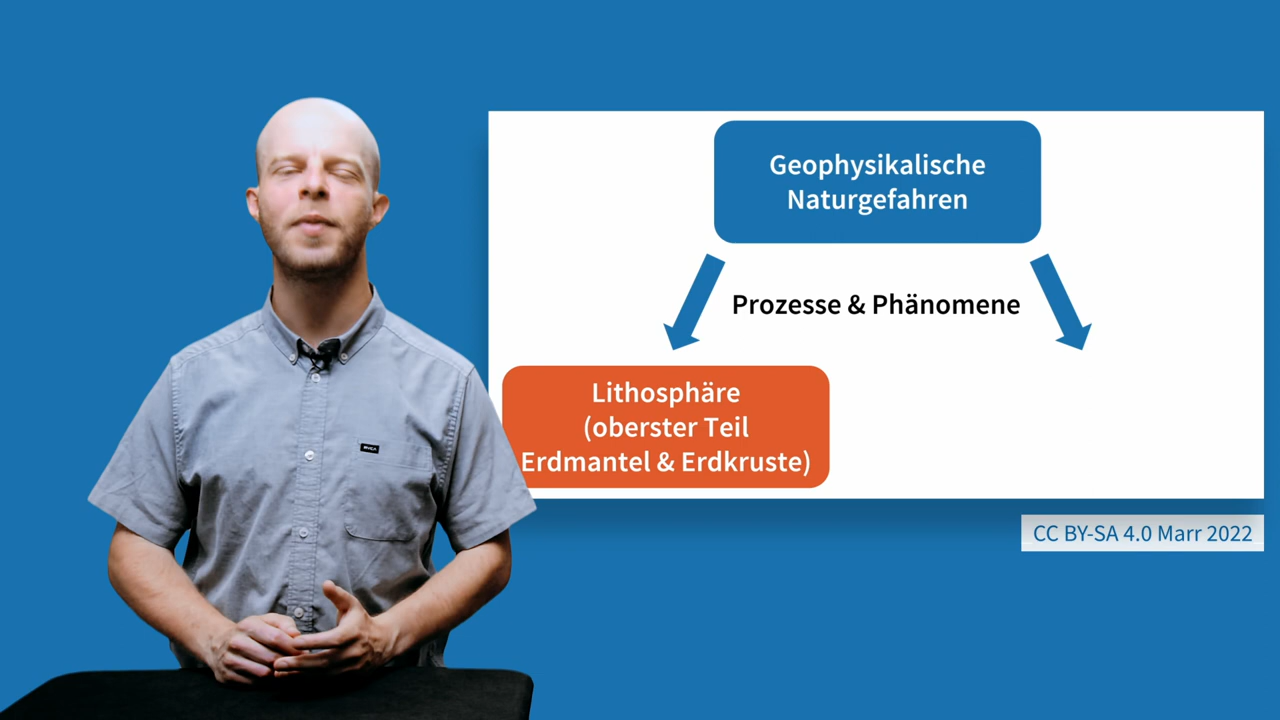 Geophysikalische
Naturgefahren
Prozesse & Phänomene
Lithosphäre
(oberster Teil
Erdmantel & Erdkruste)
CC BY-SA 4.0 Marr 2022